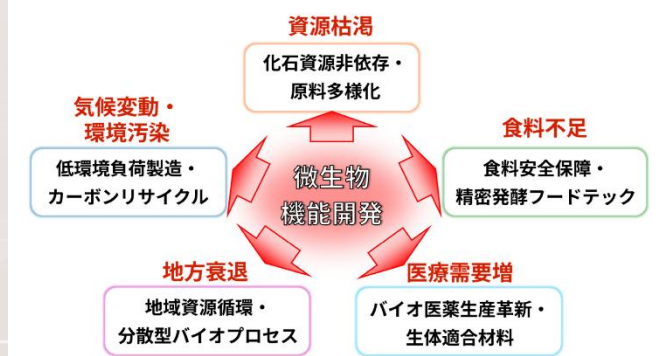 資源枯渇
化石資源非依存・
原料多様化
気候変動・
環境汚染
低環境負荷製造・
カーボンリサイクル
食料不足
食料安全保障・
精密発酵フードテック
微生物
機能開発
地方衰退
地域資源循環・
分散型バイオプロセス
医療需要増
バイオ医薬生産革新・
生体適合材料